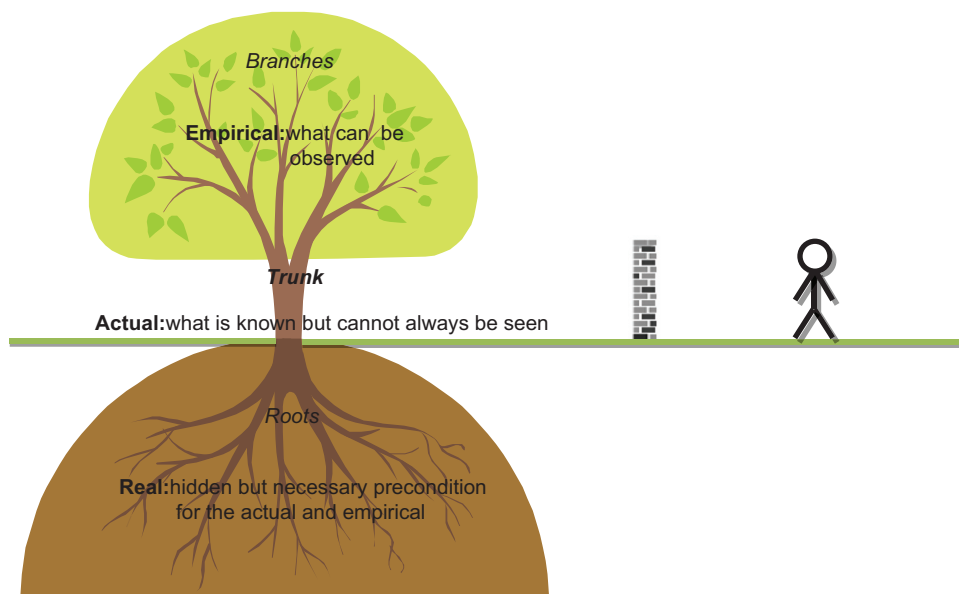 Branches
Empirical:what can be
observed
Trunk
Actual:what is known but cannot always be seen
Roots
Real:hidden but necessary precondition
for the actual and empirical